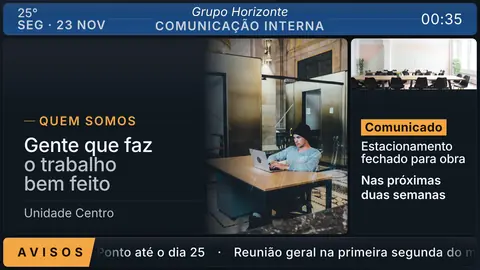 25°
SEG · 23 NOV
Grupo Horizonte
COMUNICAÇÃO INTERNA
00:35
QUEM SOMOS
Gente que faz
o trabalho
bem feito
Unidade Centro
Comunicado
Estacionamento
fechado para obra
Nas próximas
duas semanas
AVISOS
Ponto até o dia 25 · Reunião geral na primeira segunda do